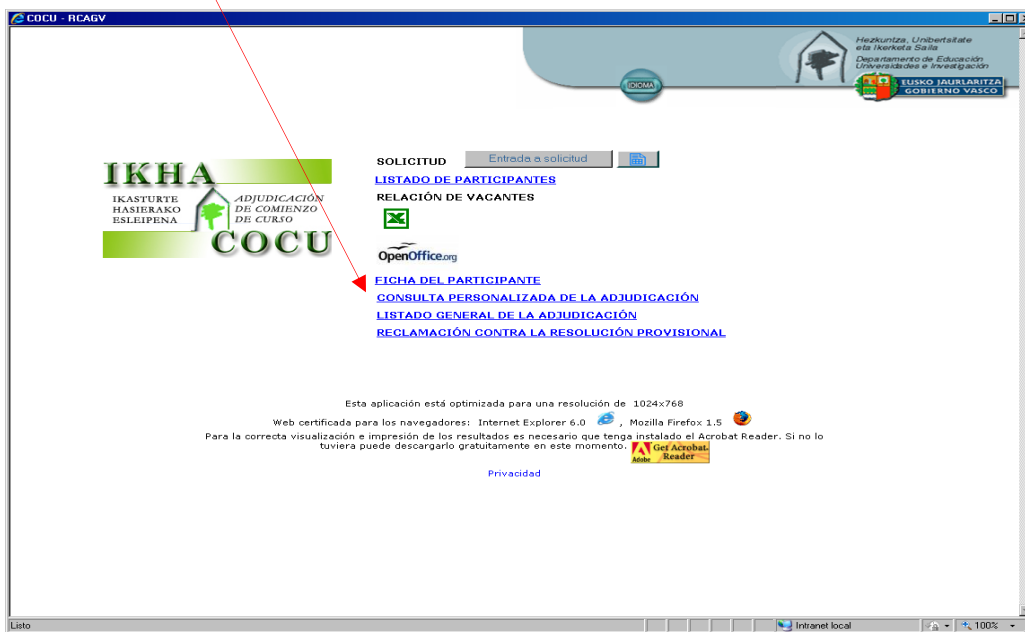 COCU - RCAGV
Hezkuntza, Unibertsitate
eta Ikerketa Saila
Departamento de Educación
Universidades e Investigación
EUSKO JAURLARITZA
GOBIERNO VASCO
IDIOMA
SOLICITUD Entrada a solicitud
LISTADO DE PARTICIPANTES
RELACIÓN DE VACANTES
IKHA
IKASTURTE
HASIERAKO
ESLEIPENA
ADJUDICACIÓN
DE COMIENZO
DE CURSO
COCU
OpenOffice.org
FICHA DEL PARTICIPANTE
CONSULTA PERSONALIZADA DE LA ADJUDICACIÓN
LISTADO GENERAL DE LA ADJUDICACIÓN
RECLAMACIÓN CONTRA LA RESOLUCIÓN PROVISIONAL
Esta aplicación está optimizada para una resolución de 1024x768
Web certificada para los navegadores: Internet Explorer 6.0 , Mozilla Firefox 1.5
Para la correcta visualización e impresión de los resultados es necesario que tenga instalado el Acrobat Reader. Si no lo
tuviera puede descargarlo gratuitamente en este momento.
Get Acrobat
Adobe Reader
Privacidad
Listo
Intranet local
100%